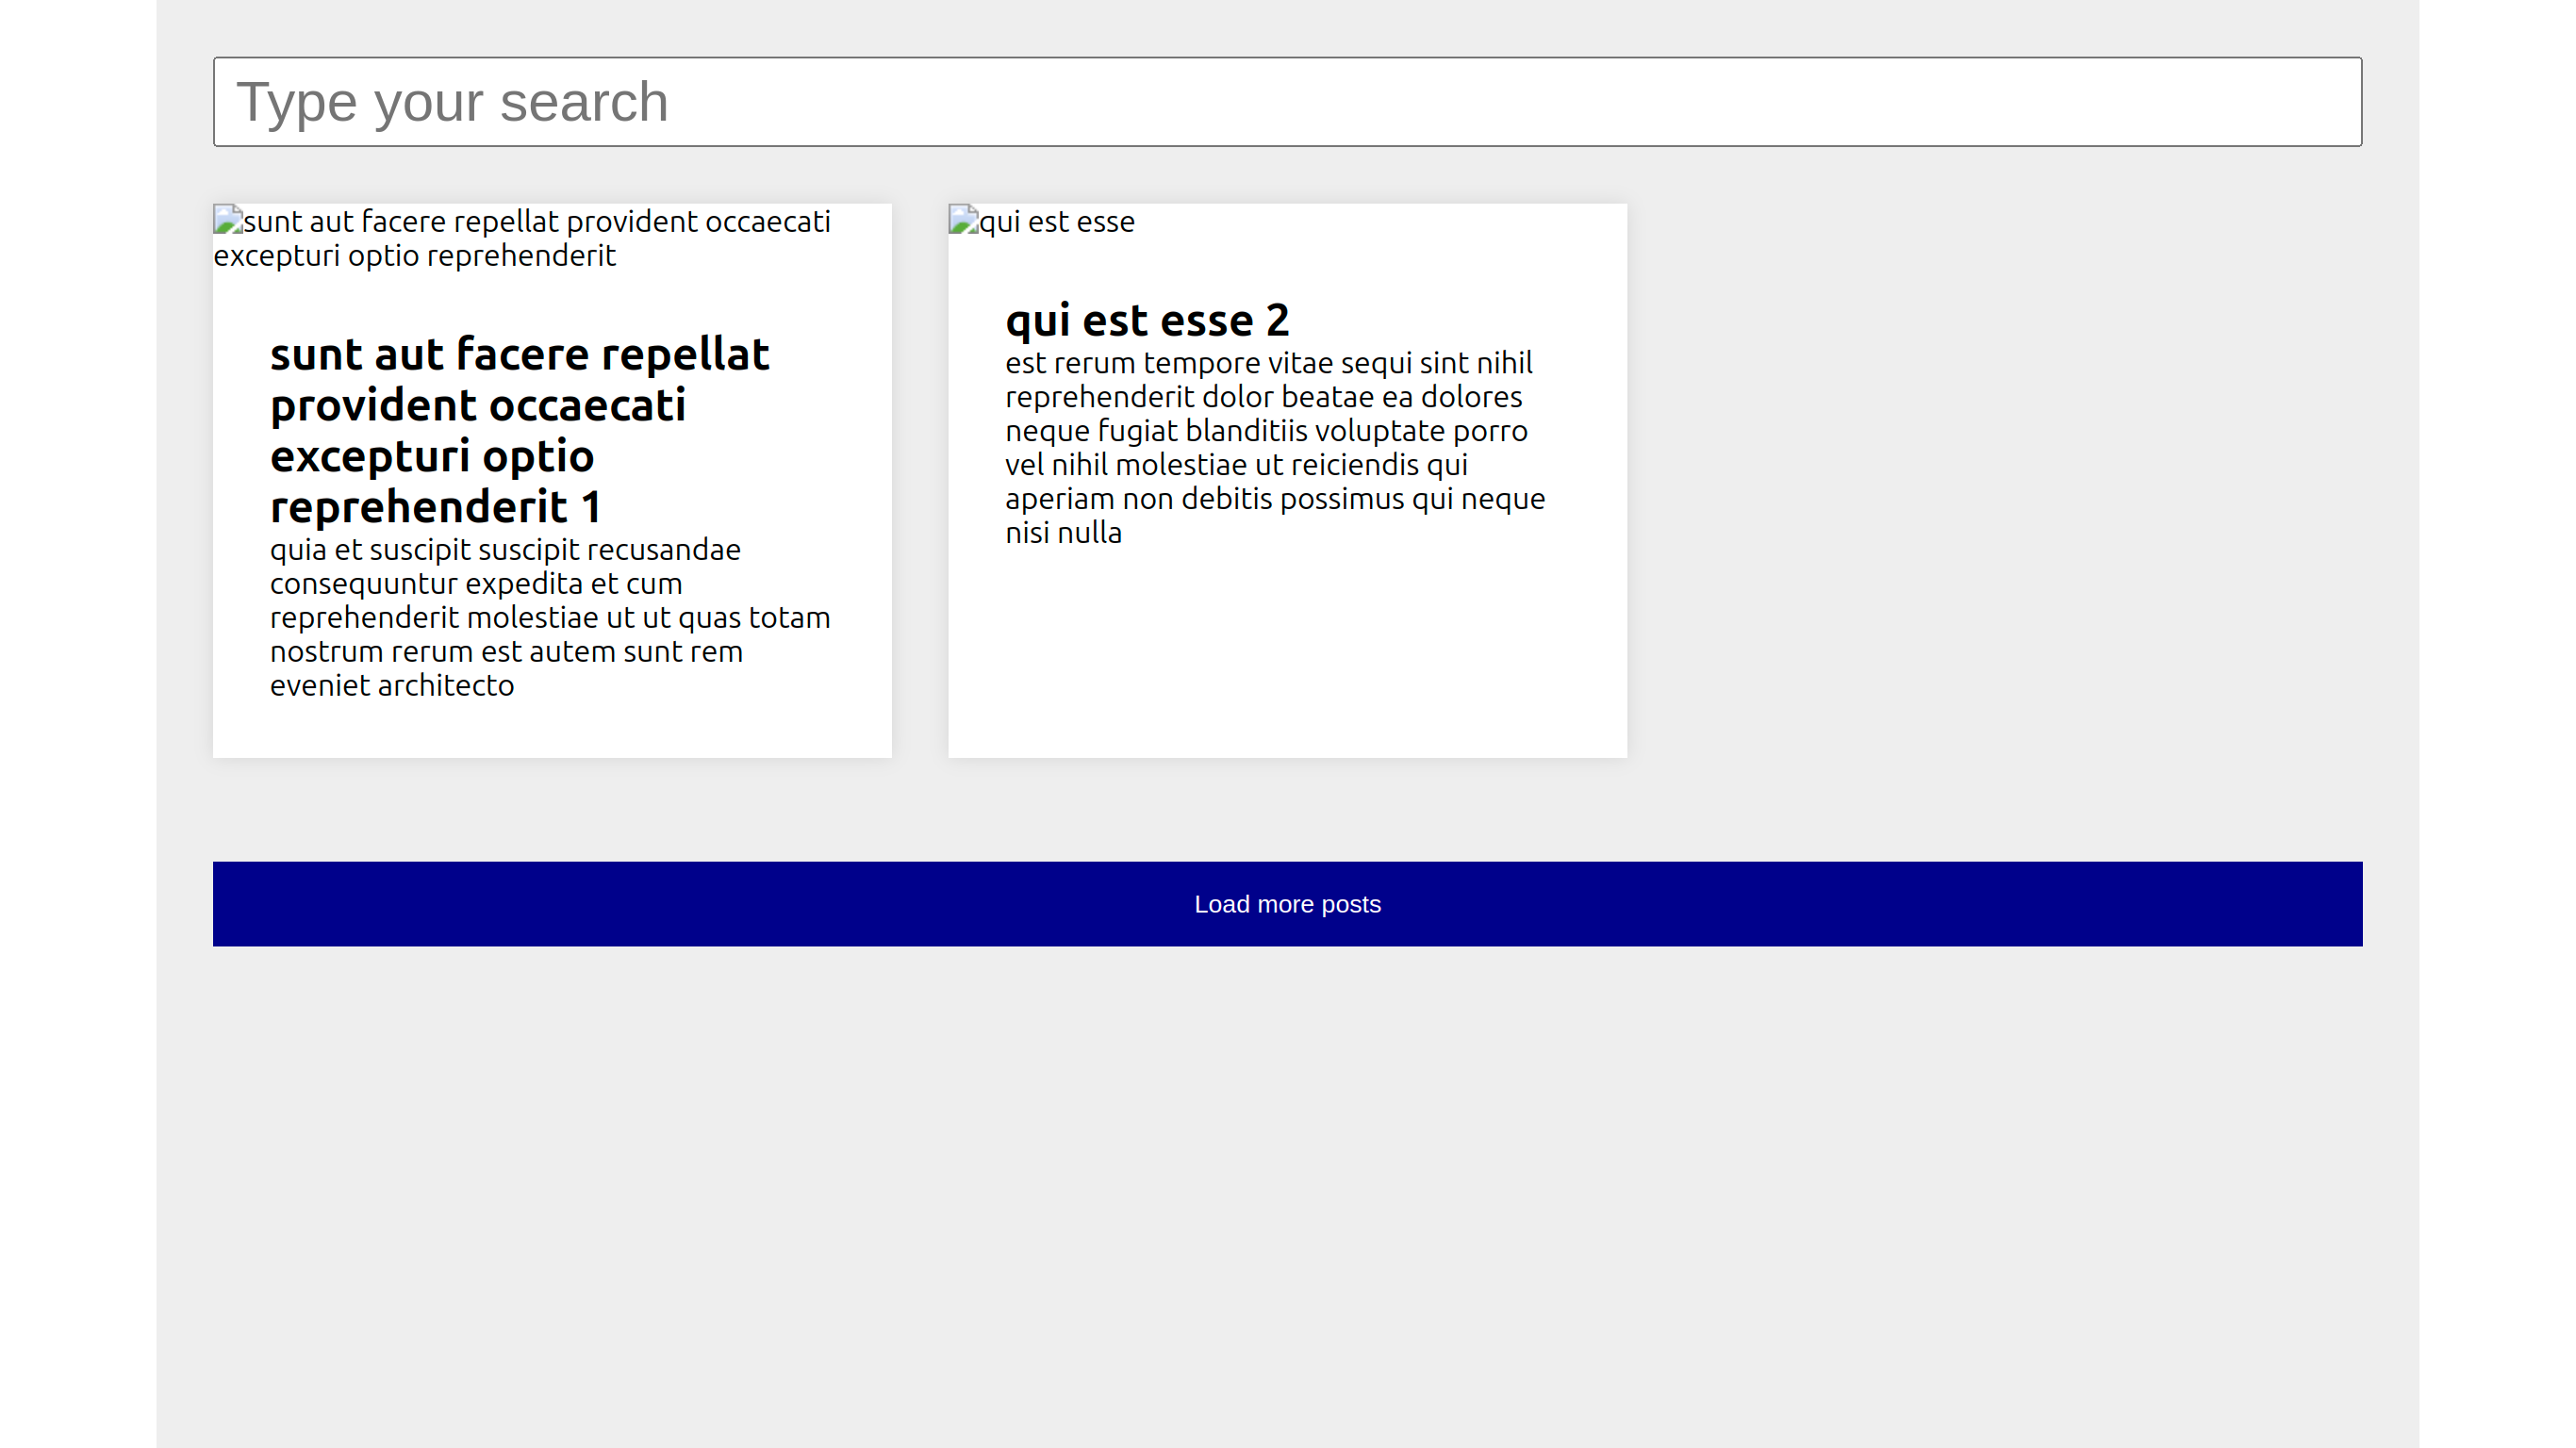 Type your search
sunt aut facere repellat provident occaecati
excepturi optio reprehenderit
sunt aut facere repellat
provident occaecati
excepturi optio
reprehenderit 1
quia et suscipit suscipit recusandae
consequuntur expedita et cum
reprehenderit molestiae ut ut quas totam
nostrum rerum est autem sunt rem
eveniet architecto
qui est esse
qui est esse 2
est rerum tempore vitae sequi sint nihil
reprehenderit dolor beatae ea dolores
neque fugiat blanditiis voluptate porro
vel nihil molestiae ut reiciendis qui
aperiam non debitis possimus qui neque
nisi nulla
Load more posts